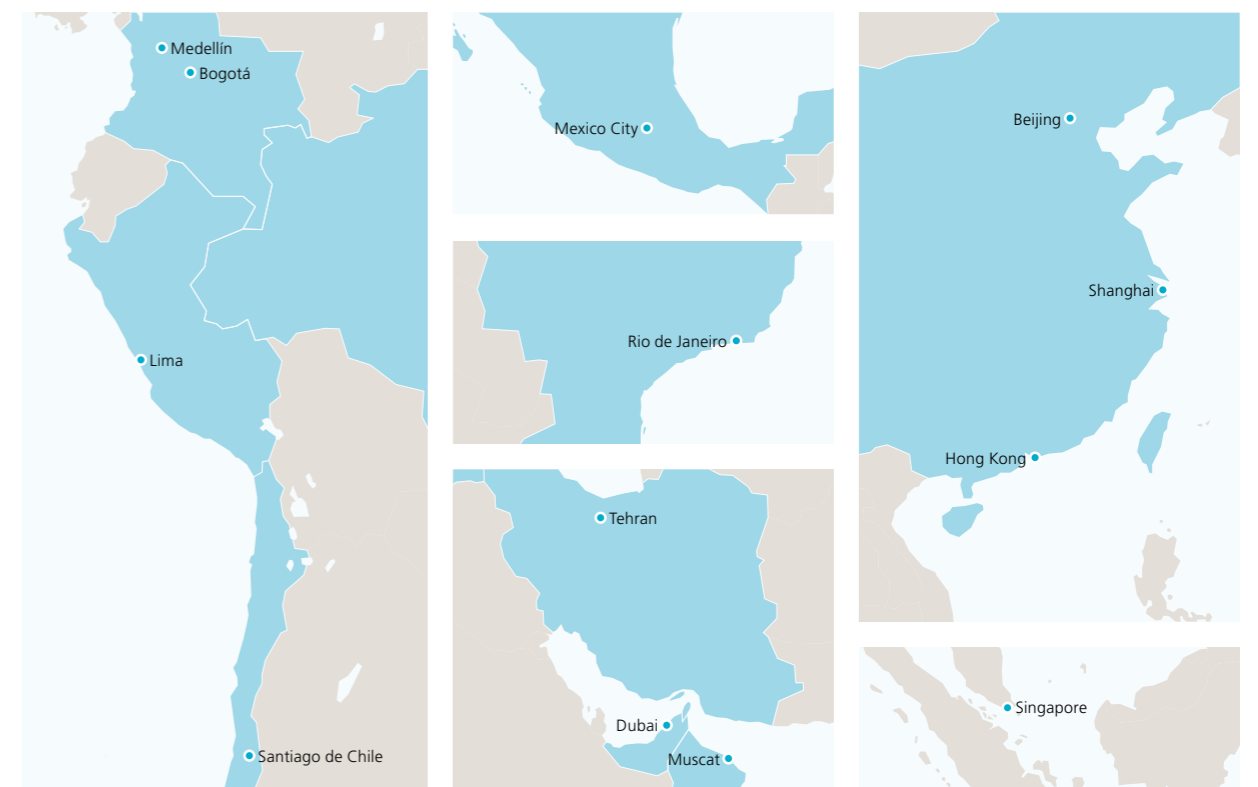 Medellín
Bogotá
Lima
Santiago de Chile
Mexico City
Rio de Janeiro
Tehran
Dubai
Muscat
Beijing
Shanghai
Hong Kong
Singapore